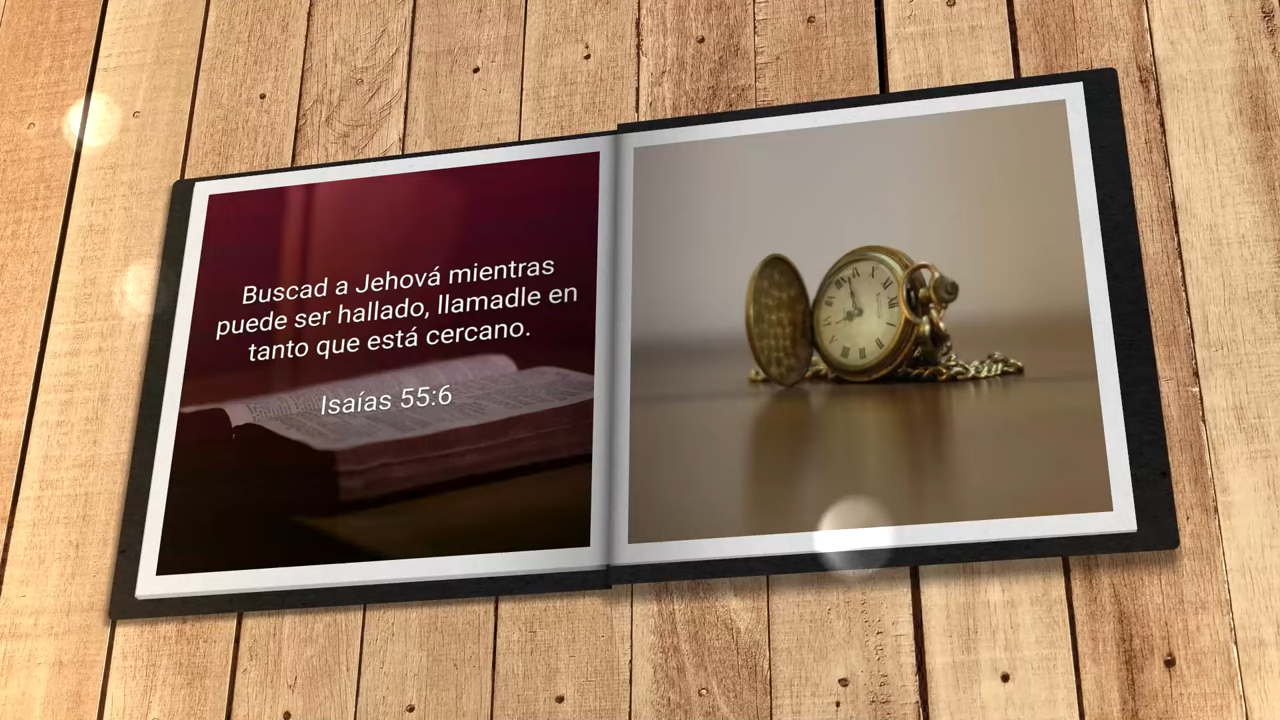 Buscad a Jehová mientras
puede ser hallado, llamadle en
tanto que está cercano.
Isaías 55:6